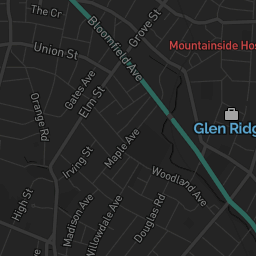 The Cr
Bloomfield Ave
Grove St
Union St
Mountainside Hos
Gates Ave
Elm St
Orange Rd
Glen Ridg
Maple Ave
Irving St
Woodland Ave
High St
Madison Ave
Willowdale Ave
Douglas Rd